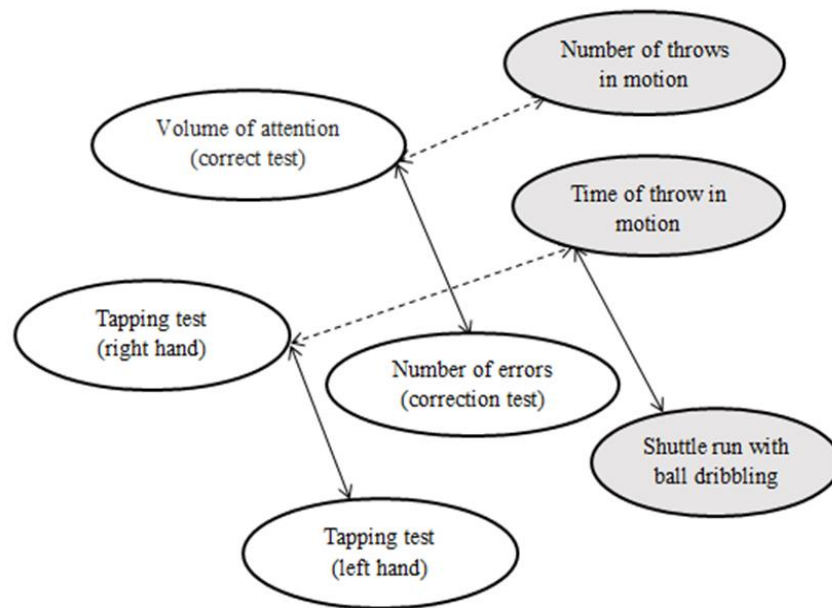 Number of throws
in motion
Volume of attention
(correct test)
Time of throw in
motion
Tapping test
(right hand)
Number of errors
(correction test)
Shuttle run with
ball dribbling
Tapping test
(left hand)